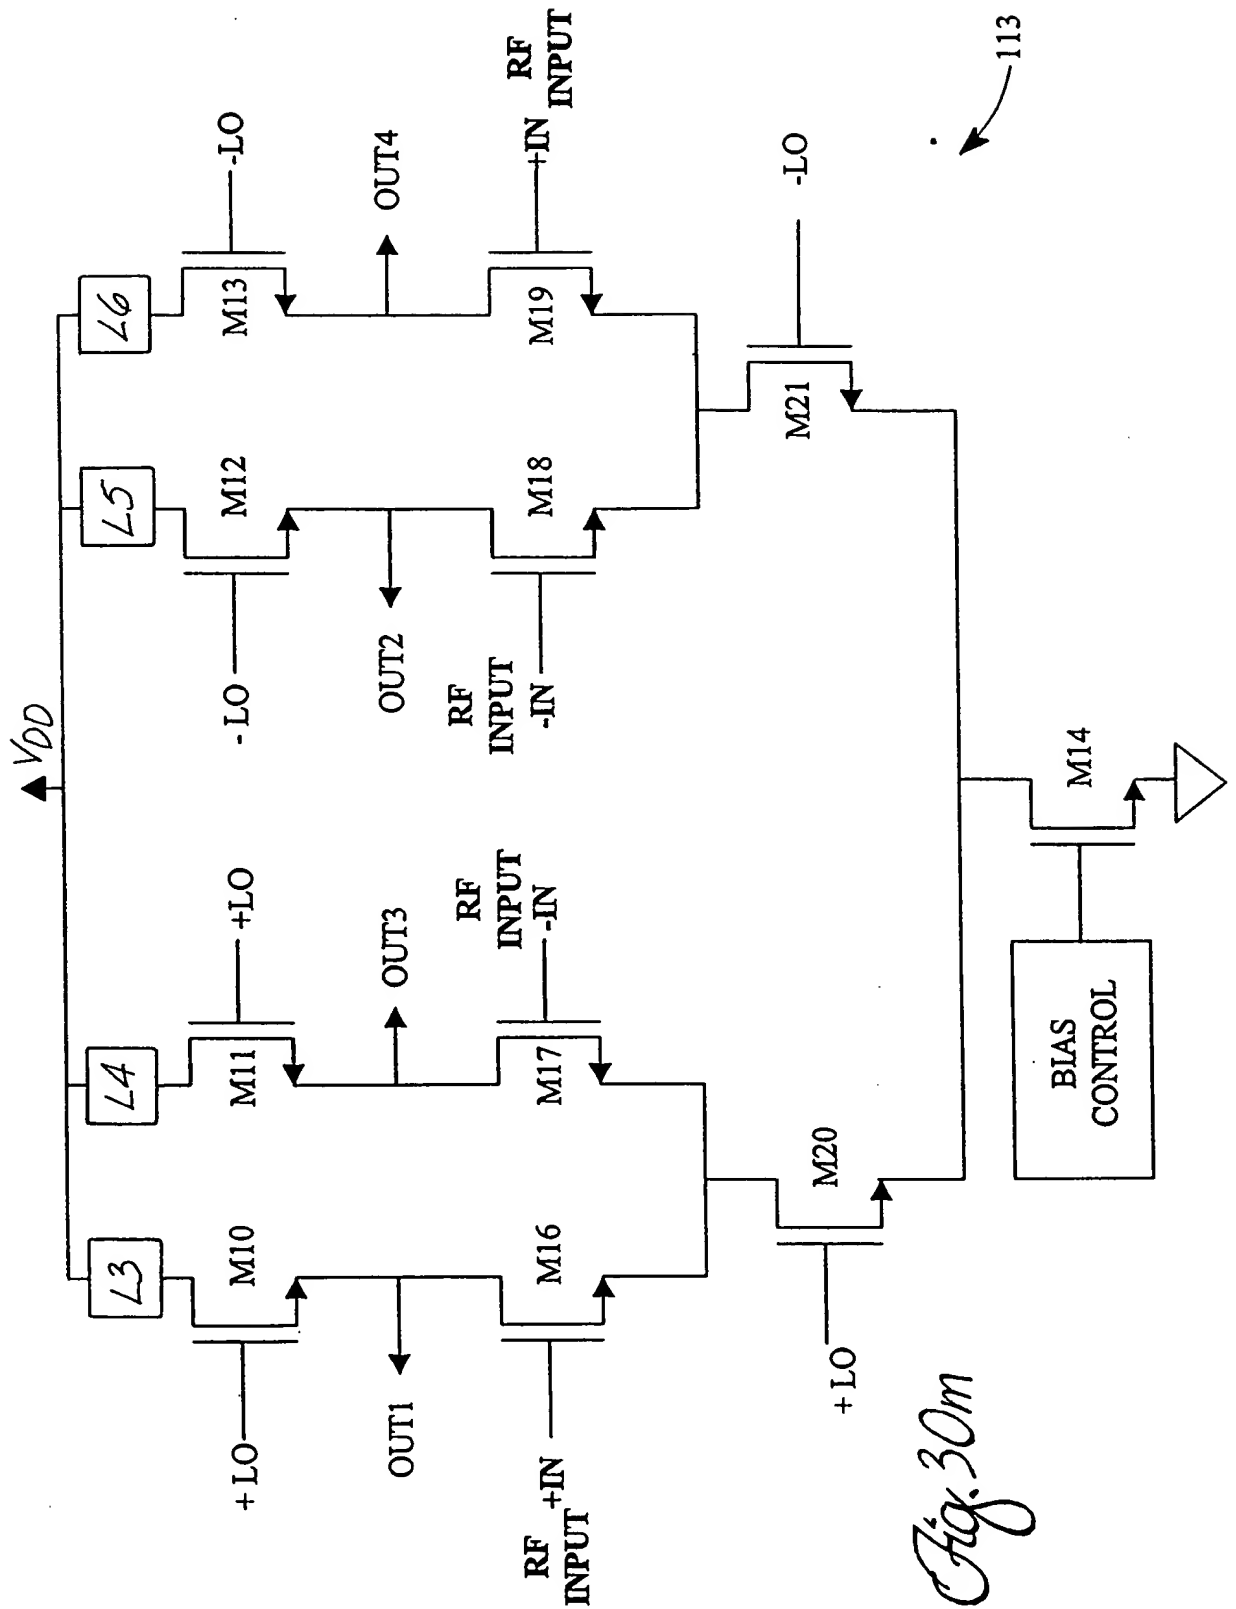 VDD
L3
L4
L5
L6
+LO
M10
M11
+LO
-LO
M12
M13
-LO
OUT1
OUT3
OUT2
OUT4
RF
INPUT
+IN
M16
M17
RF
INPUT
-IN
RF
INPUT
-IN
M18
M19
+IN
RF
INPUT
+LO
M20
M21
-LO
BIAS
CONTROL
M14
113
Fig. 30m